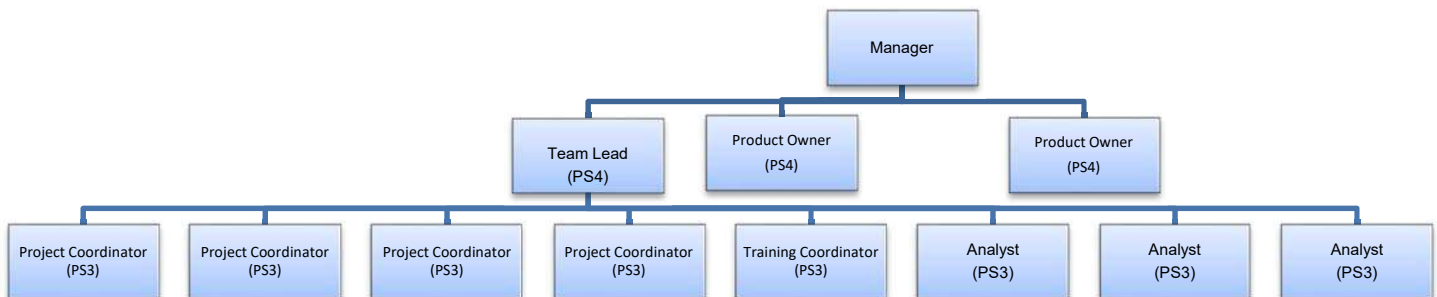 Manager
Team Lead
(PS4)
Product Owner
(PS4)
Product Owner
(PS4)
Project Coordinator
(PS3)
Project Coordinator
(PS3)
Project Coordinator
(PS3)
Project Coordinator
(PS3)
Training Coordinator
(PS3)
Analyst
(PS3)
Analyst
(PS3)
Analyst
(PS3)